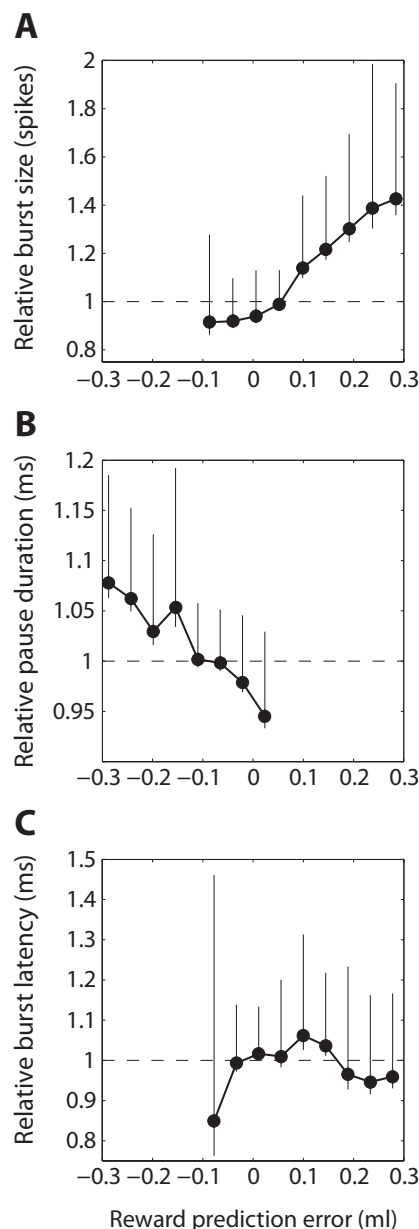 A
Relative burst size (spikes)
2
1.8
1.6
1.4
1.2
1
0.8
−0.3 −0.2 −0.1 0 0.1 0.2 0.3
B
Relative pause duration (ms)
1.2
1.15
1.1
1.05
1
0.95
−0.3 −0.2 −0.1 0 0.1 0.2 0.3
C
Relative burst latency (ms)
1.5
1.4
1.3
1.2
1.1
1
0.9
0.8
−0.3 −0.2 −0.1 0 0.1 0.2 0.3
Reward prediction error (ml)